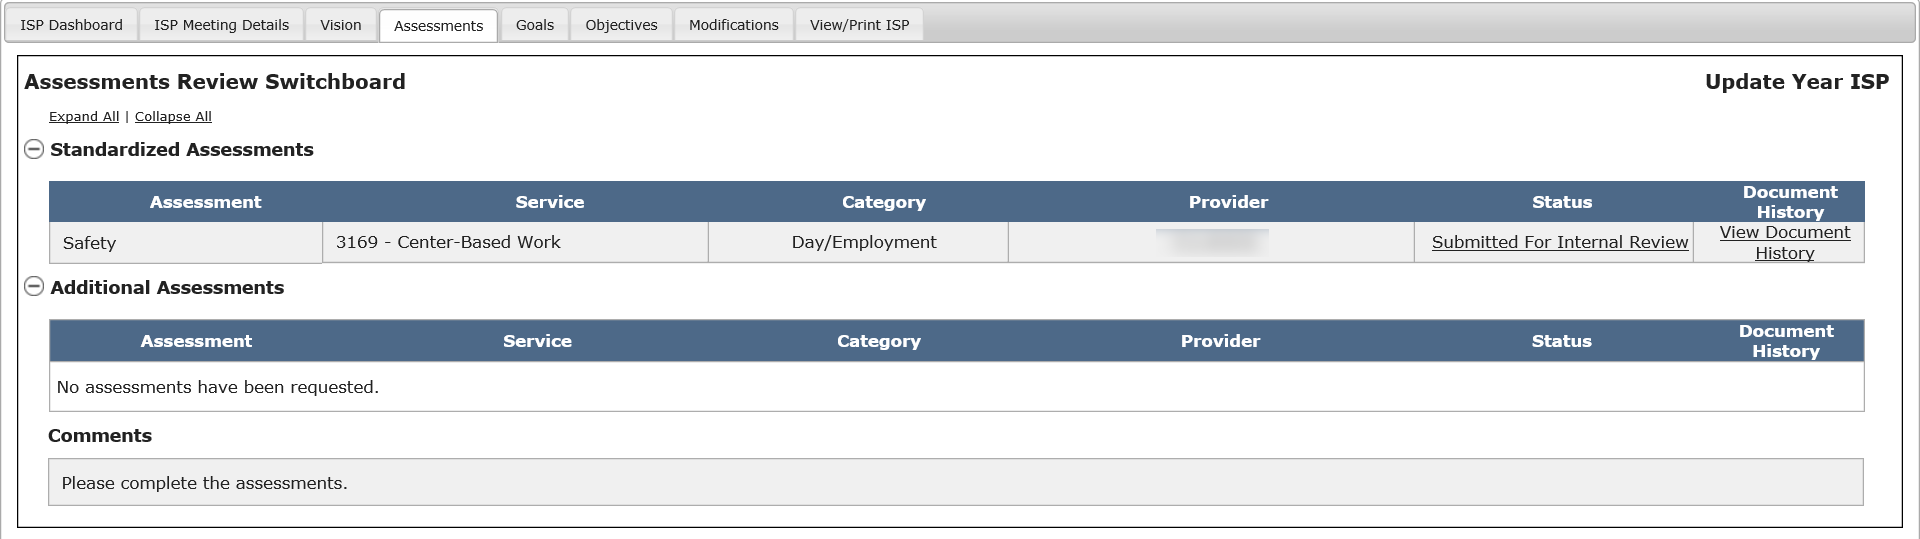 ISP Dashboard ISP Meeting Details Vision Assessments Goals Objectives Modifications View/Print ISP
Assessments Review Switchboard Update Year ISP
Expand All | Collapse All
Standardized Assessments
Assessment Service Category Provider Status Document History
Safety 3169 - Center-Based Work Day/Employment Submitted For Internal Review View Document History
Additional Assessments
Assessment Service Category Provider Status Document History
No assessments have been requested.
Comments
Please complete the assessments.